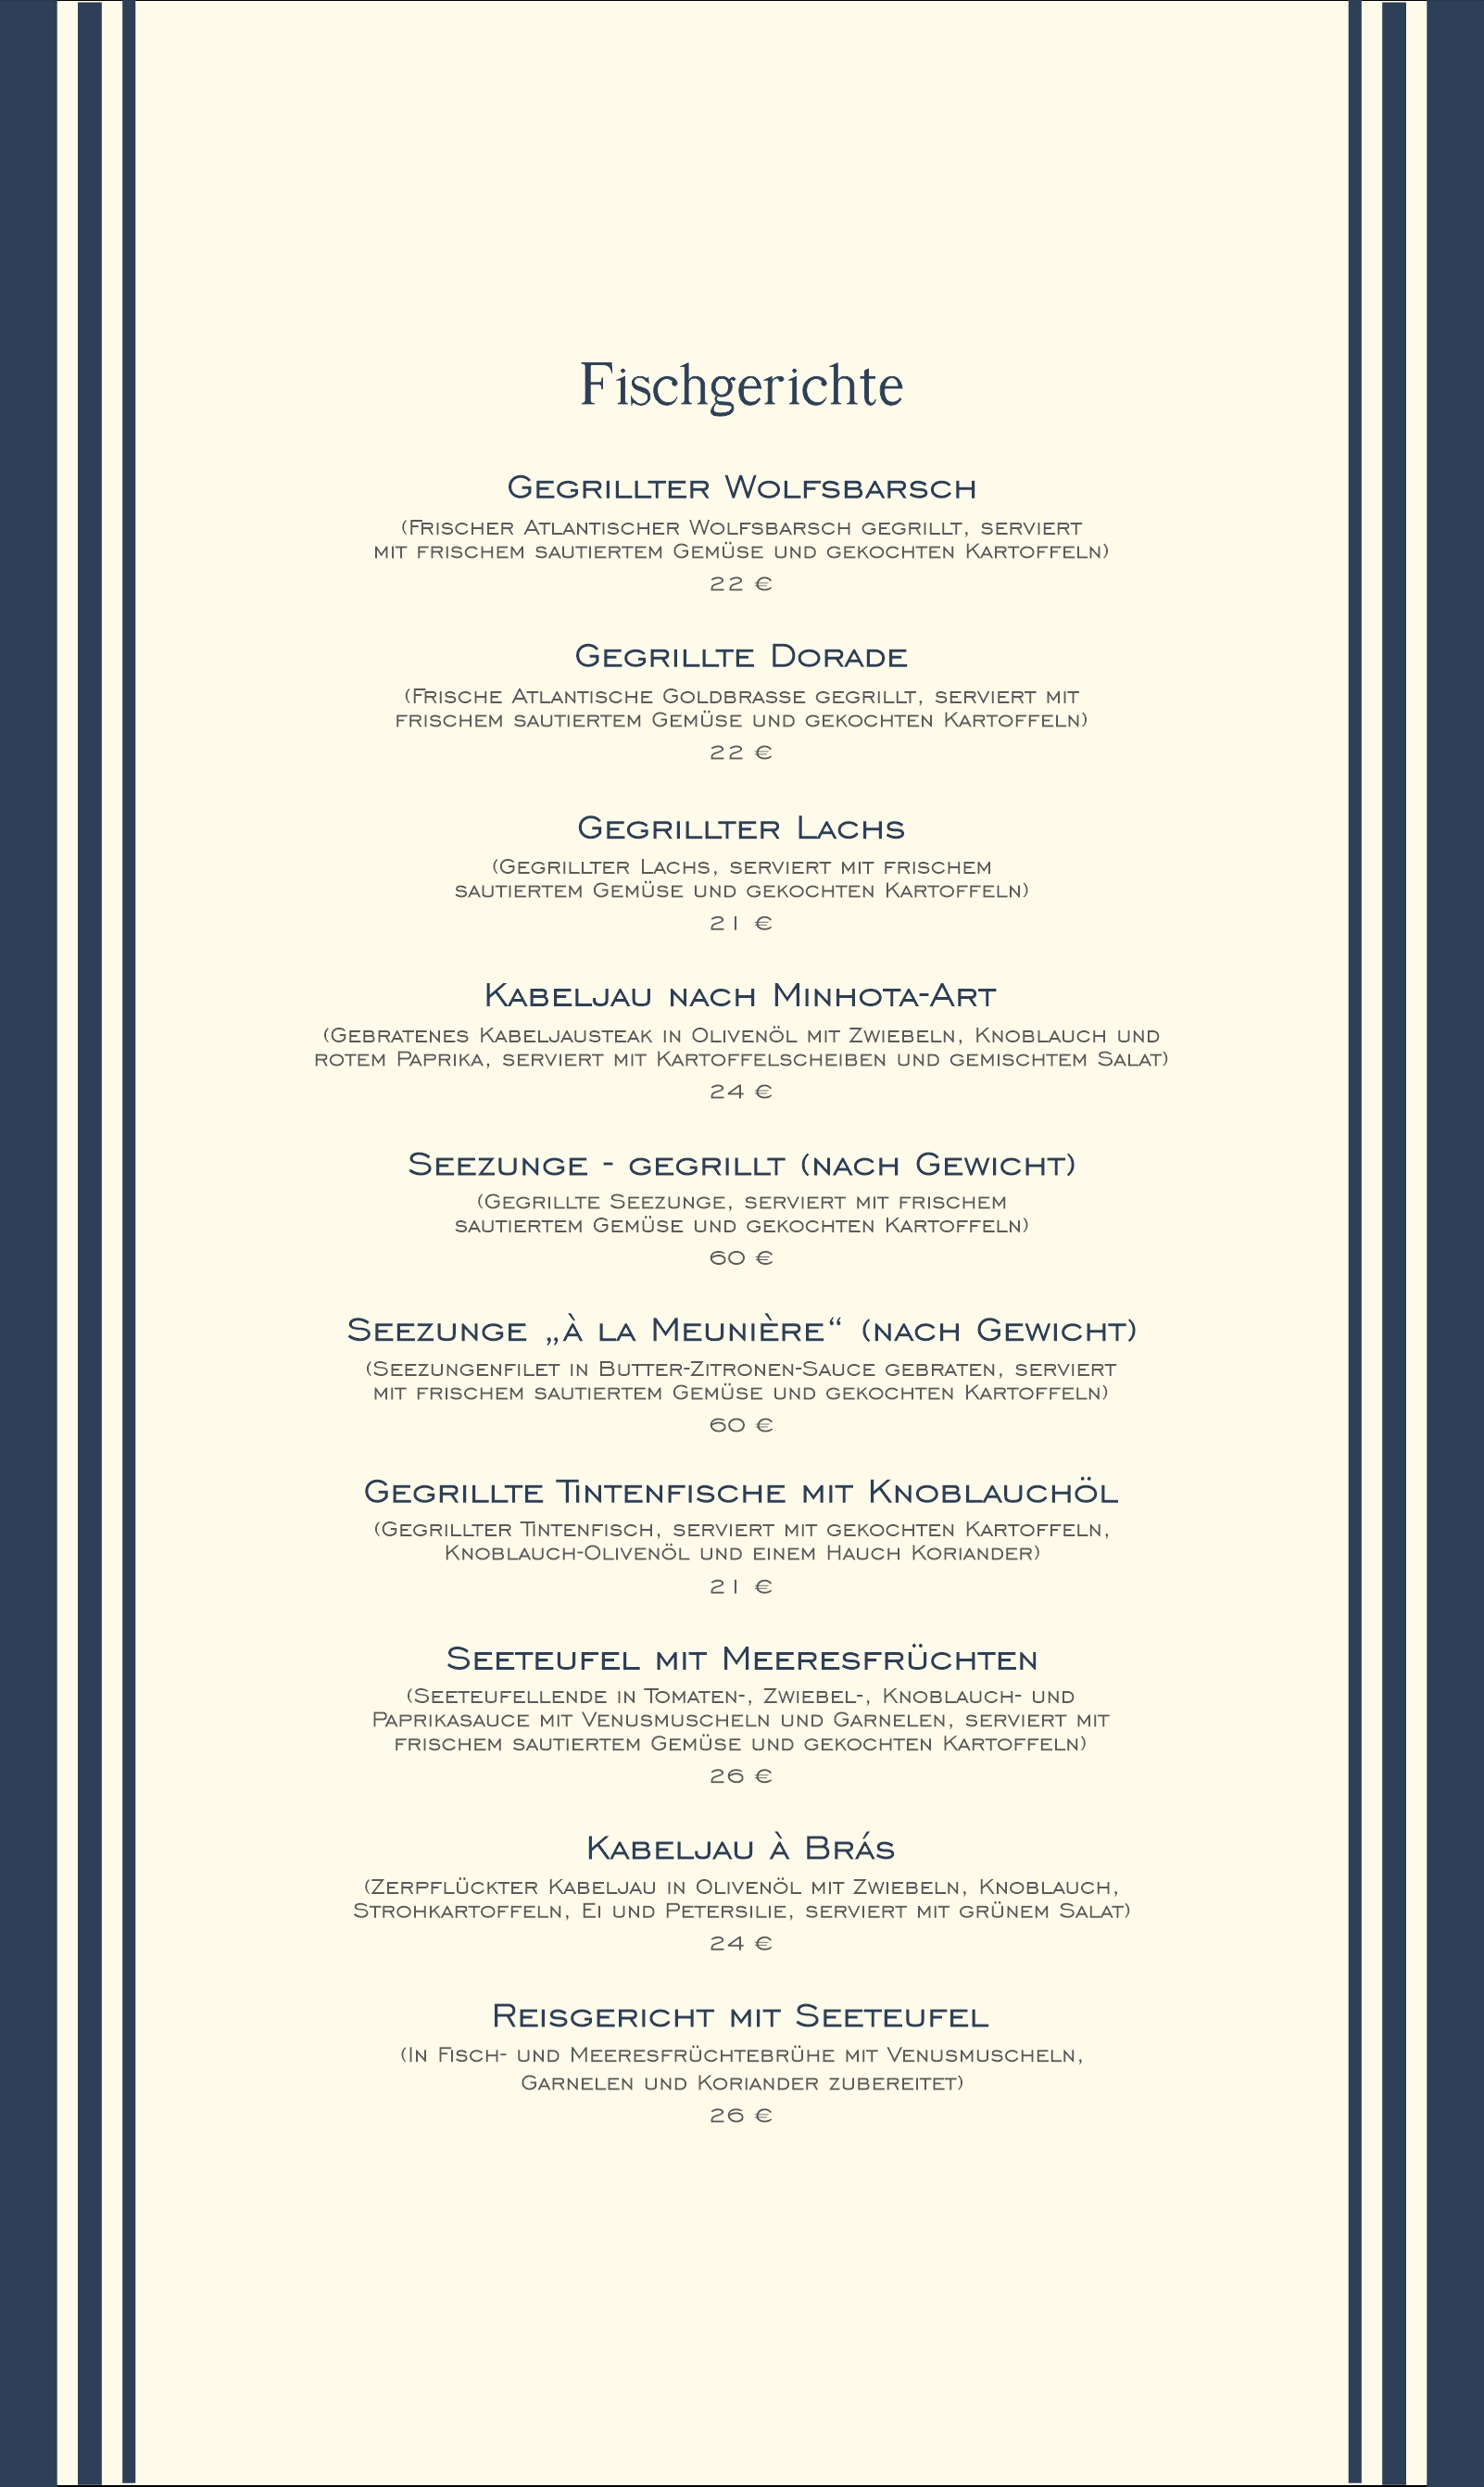 Fischgerichte
Gegrillter Wolfsbarsch
(Frischer Atlantischer Wolfsbarsch gegrillt, serviert
mit frischem sautiertem Gemüse und gekochten Kartoffeln)
22 €
Gegrillte Dorade
(Frische Atlantische Goldbrasse gegrillt, serviert mit
frischem sautiertem Gemüse und gekochten Kartoffeln)
22 €
Gegrillter Lachs
(Gegrillter Lachs, serviert mit frischem
sautiertem Gemüse und gekochten Kartoffeln)
21 €
Kabeljau nach Minhota-Art
(Gebratenes Kabeljausteak in Olivenöl mit Zwiebeln, Knoblauch und
rotem Paprika, serviert mit Kartoffelscheiben und gemischtem Salat)
24 €
Seezunge - gegrillt (nach Gewicht)
(Gegrillte Seezunge, serviert mit frischem
sautiertem Gemüse und gekochten Kartoffeln)
60 €
Seezunge „à la Meunière“ (nach Gewicht)
(Seezungenfilet in Butter-Zitronen-Sauce gebraten, serviert
mit frischem sautiertem Gemüse und gekochten Kartoffeln)
60 €
Gegrillte Tintenfische mit Knoblauchöl
(Gegrillter Tintenfisch, serviert mit gekochten Kartoffeln,
Knoblauch-Olivenöl und einem Hauch Koriander)
21 €
Seeteufel mit Meeresfrüchten
(Seeteufellende in Tomaten-, Zwiebel-, Knoblauch- und
Paprikasauce mit Venusmuscheln und Garnelen, serviert mit
frischem sautiertem Gemüse und gekochten Kartoffeln)
26 €
Kabeljau à Brás
(Zerpflückter Kabeljau in Olivenöl mit Zwiebeln, Knoblauch,
Strohkartoffeln, Ei und Petersilie, serviert mit grünem Salat)
24 €
Reisgericht mit Seeteufel
(In Fisch- und Meeresfrüchtebrühe mit Venusmuscheln,
Garnelen und Koriander zubereitet)
26 €